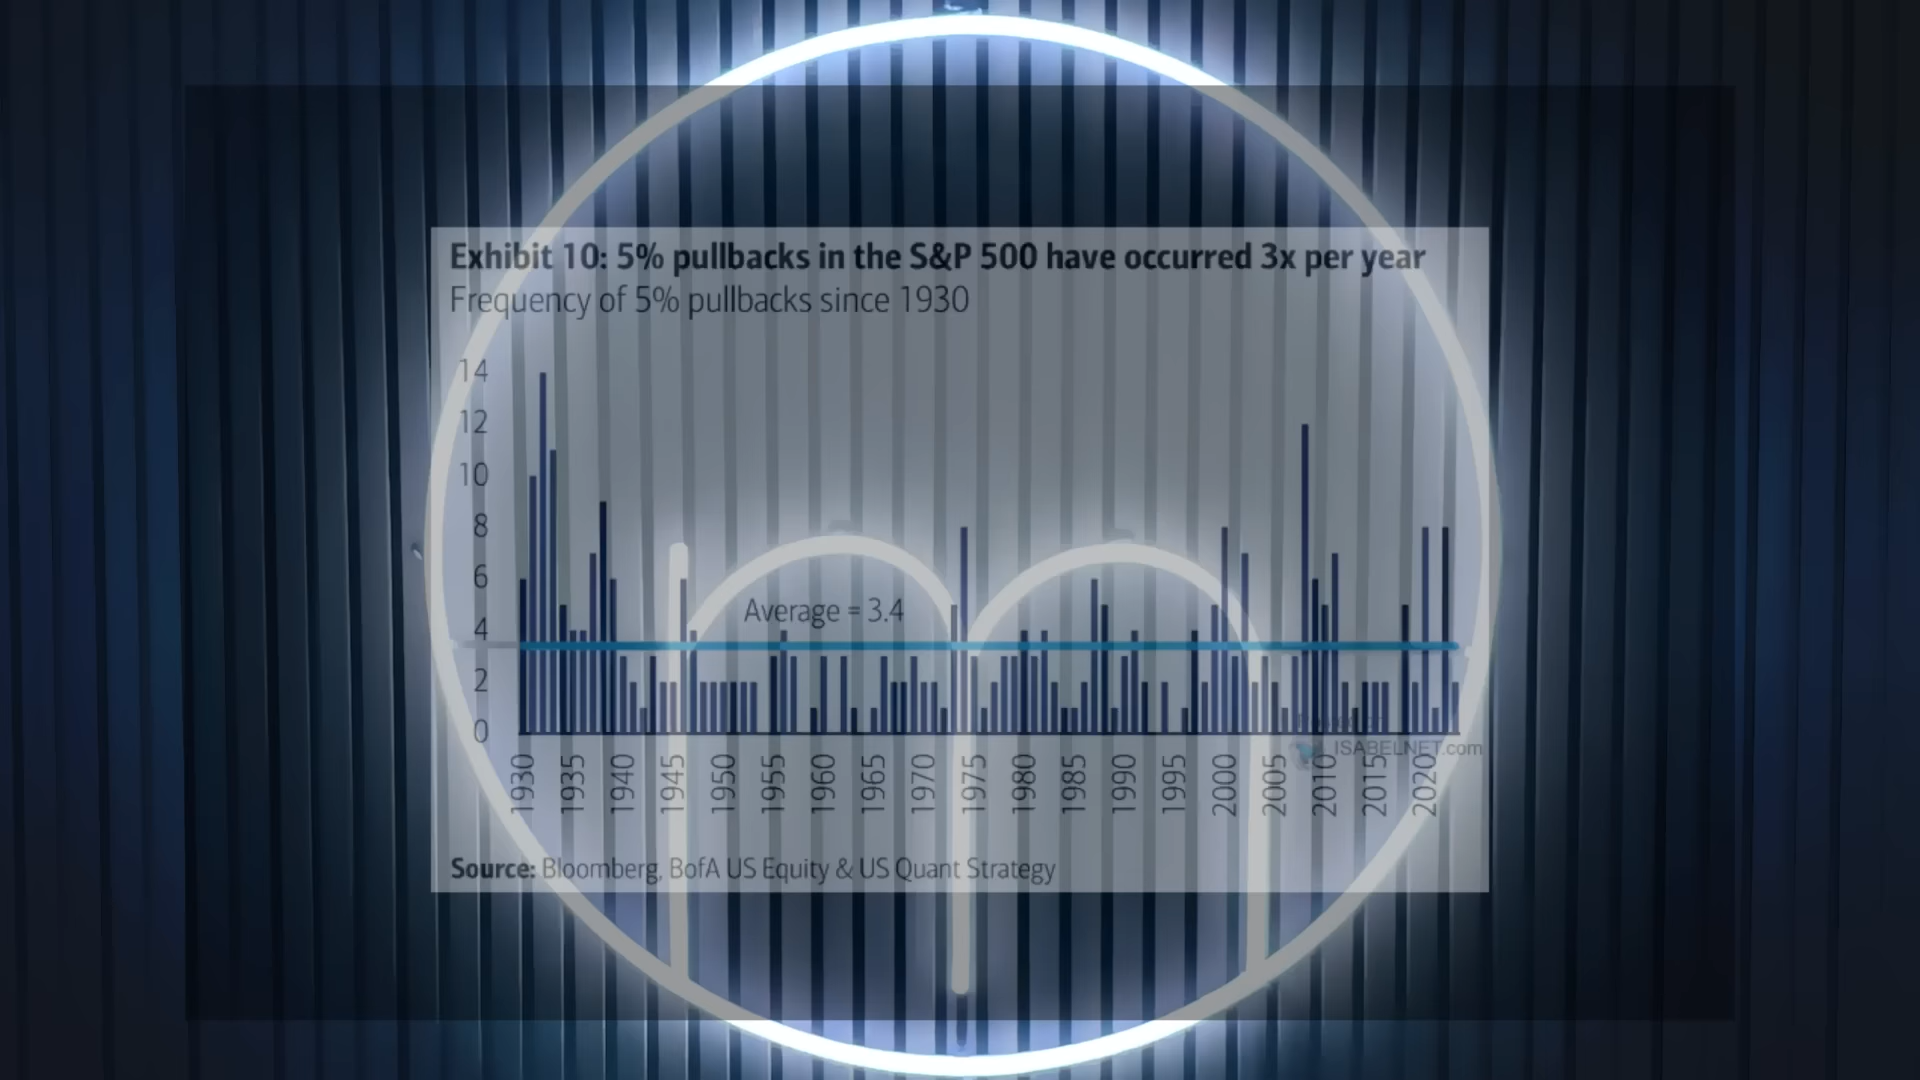 Exhibit 10: 5% pullbacks in the S&P 500 have occurred 3x per year
Frequency of 5% pullbacks since 1930
14
12
10
8
6
4
2
0
Average = 3.4
1930 1935 1940 1945 1950 1955 1960 1965 1970 1975 1980 1985 1990 1995 2000 2005 2010 2015 2020
ISABELNET.com
Source: Bloomberg, BofA US Equity & US Quant Strategy